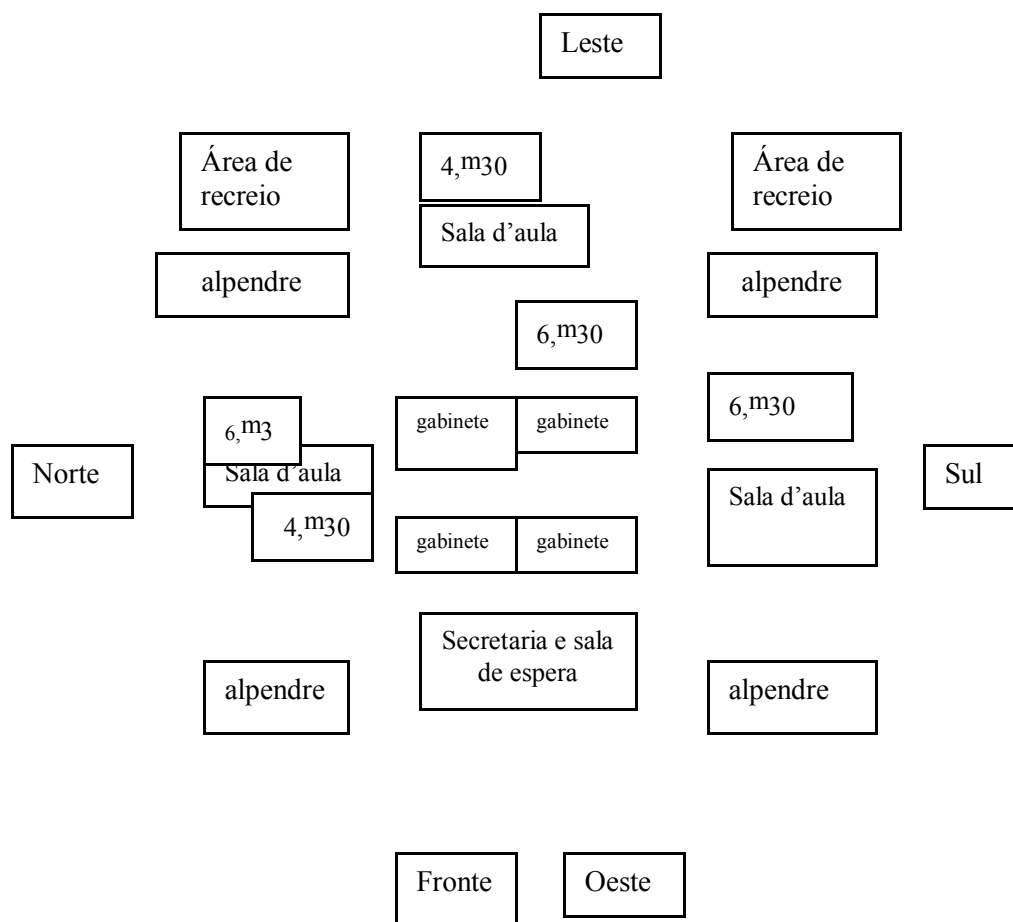 Leste
Área de
recreio
4,m30
Área de
recreio
Sala d’aula
alpendre
alpendre
6,m30
6,m30
6,m3
gabinete
gabinete
Norte
Sala d’aula
Sala d’aula
Sul
4,m30
gabinete
gabinete
Secretaria e sala
de espera
alpendre
alpendre
Fronte
Oeste